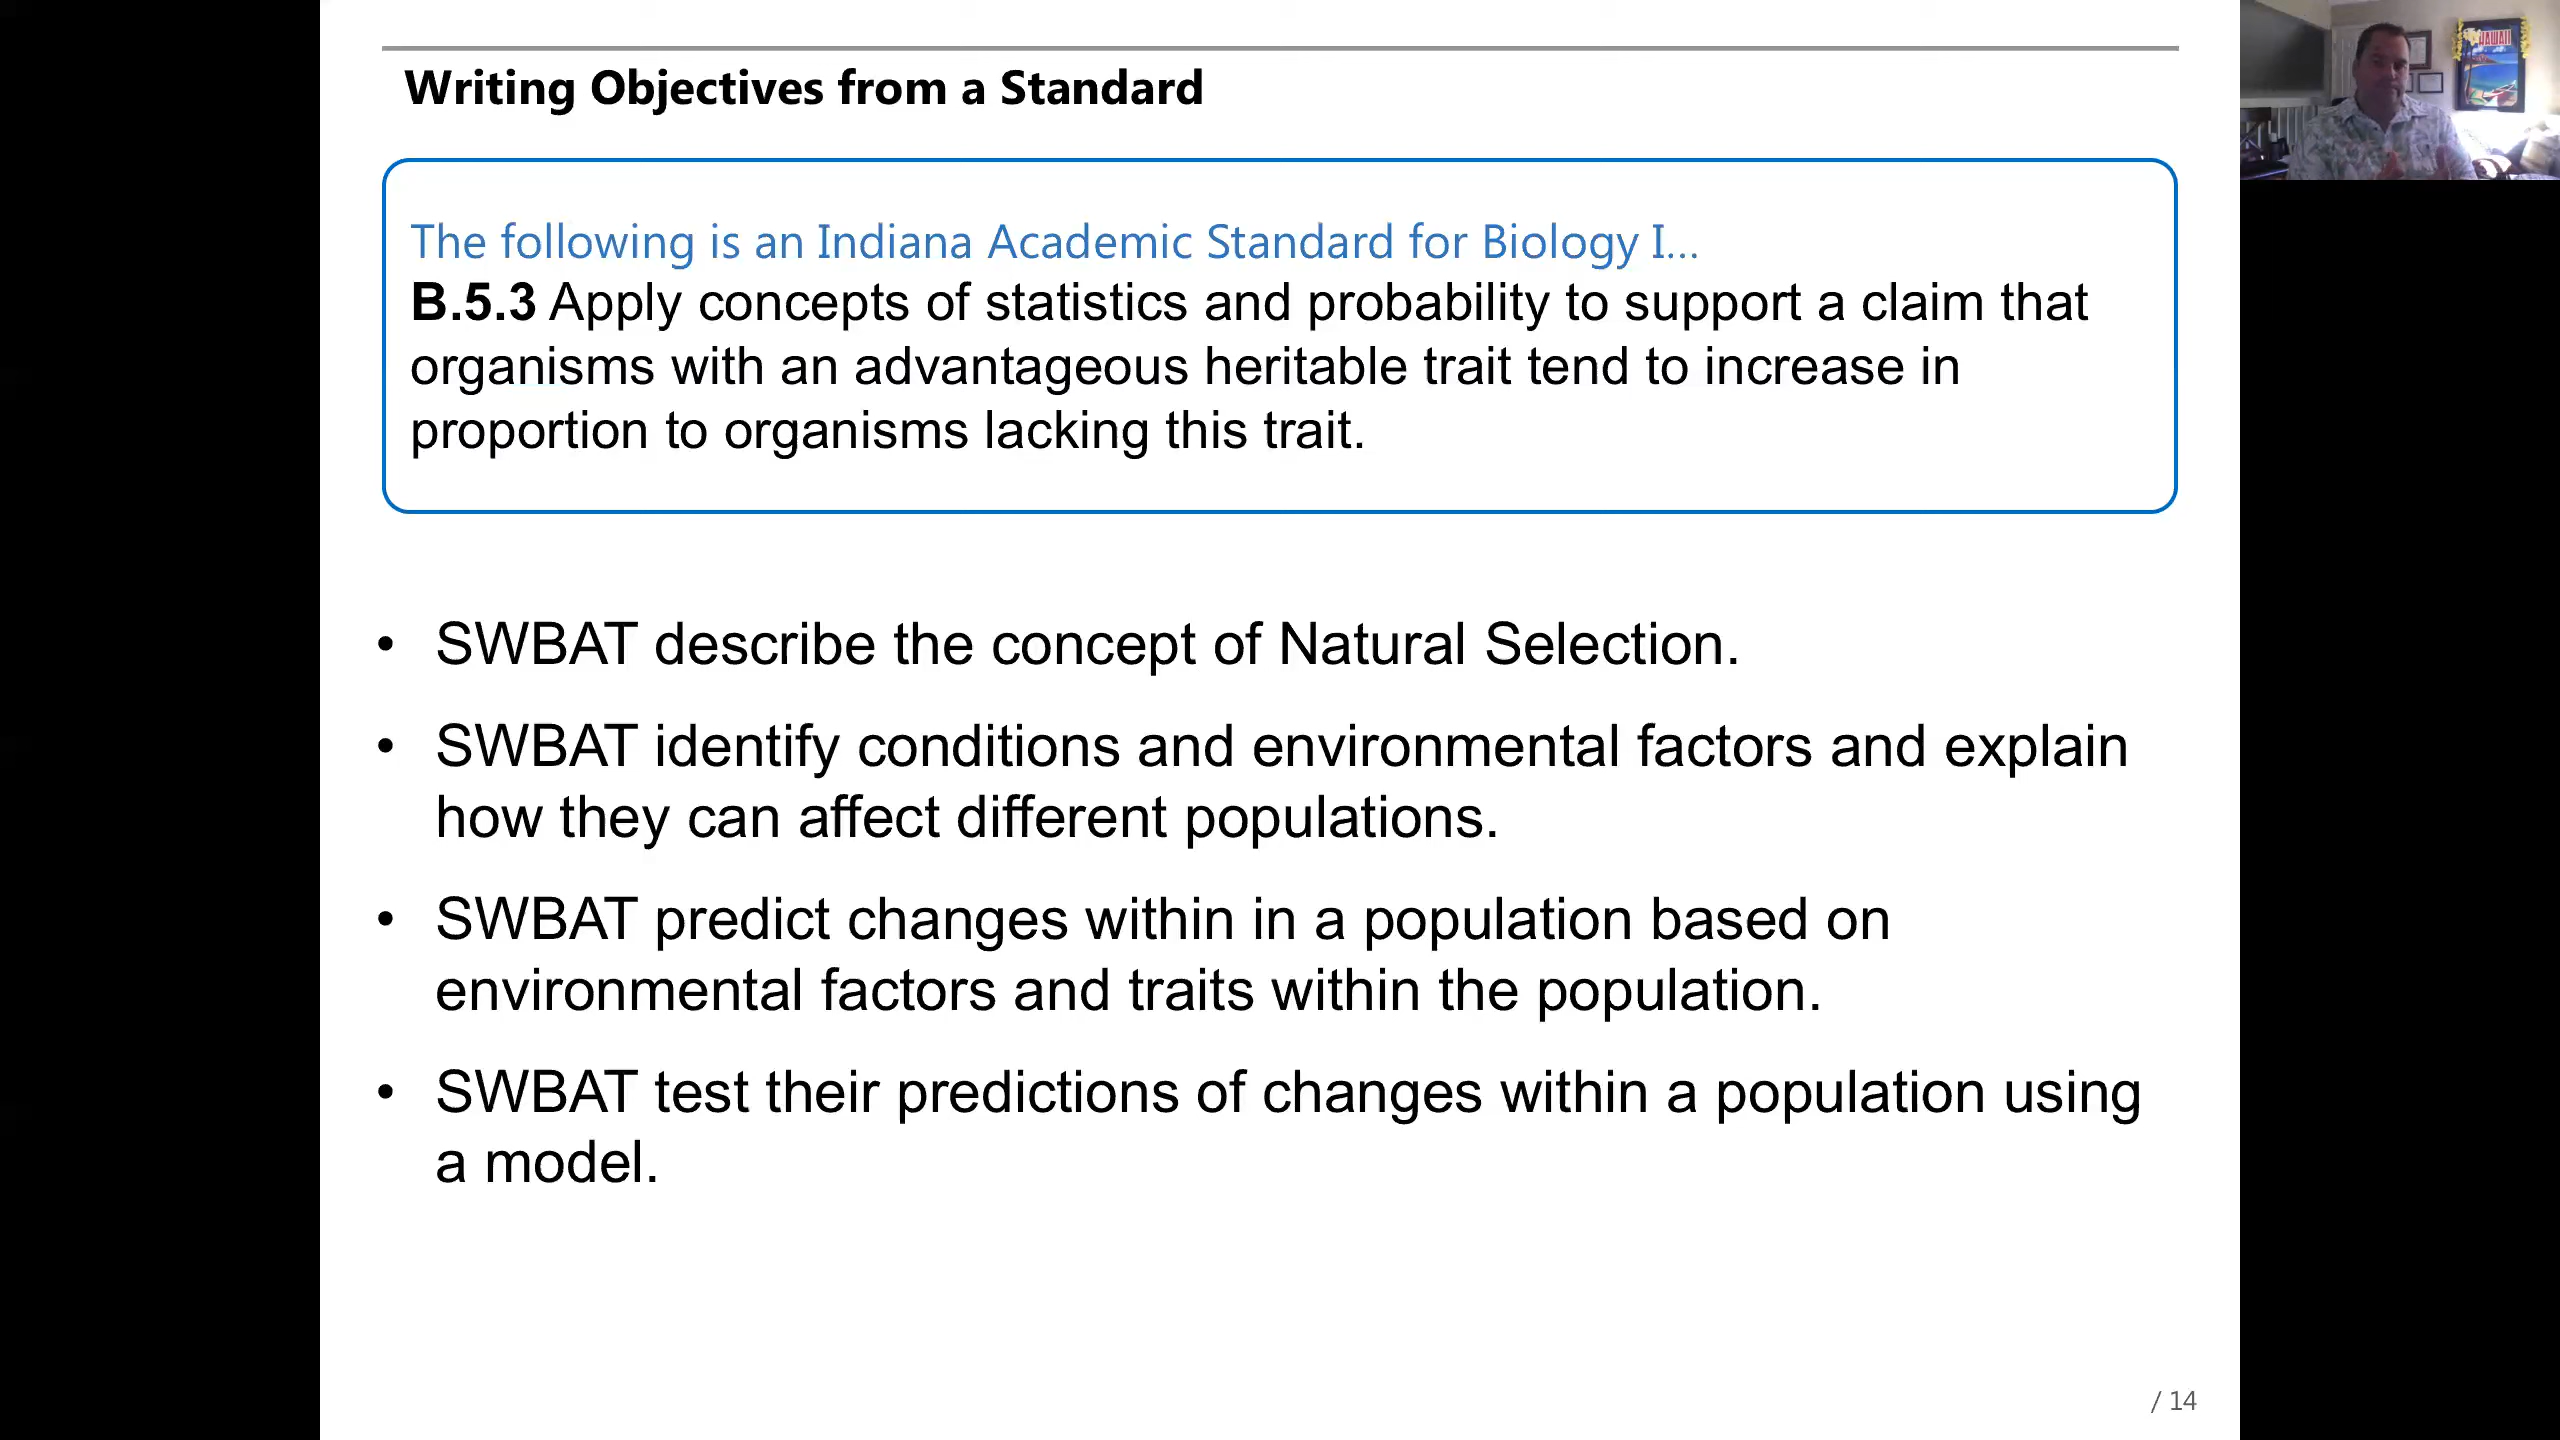 Writing Objectives from a Standard
HAWAII
The following is an Indiana Academic Standard for Biology I...
B.5.3 Apply concepts of statistics and probability to support a claim that
organisms with an advantageous heritable trait tend to increase in
proportion to organisms lacking this trait.
• SWBAT describe the concept of Natural Selection.
• SWBAT identify conditions and environmental factors and explain
how they can affect different populations.
• SWBAT predict changes within in a population based on
environmental factors and traits within the population.
• SWBAT test their predictions of changes within a population using
a model.
/ 14